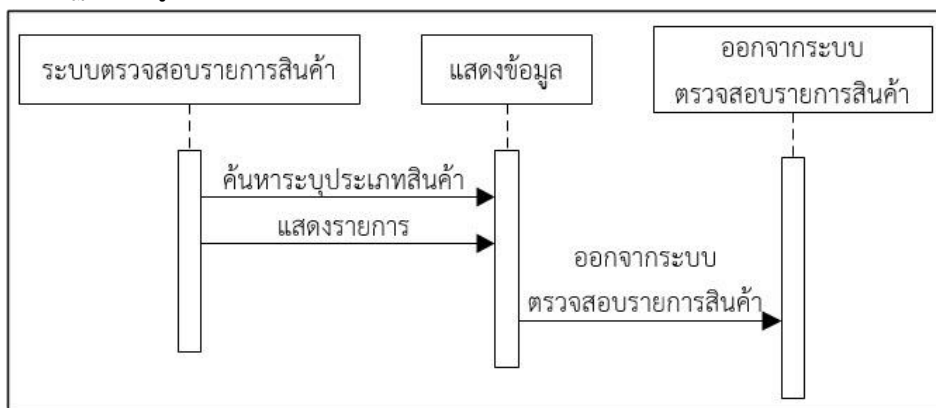 ระบบตรวจสอบรายการสินค้า
แสดงข้อมูล
ออกจากระบบ
ตรวจสอบรายการสินค้า
ค้นหาระบุประเภทสินค้า
แสดงรายการ
ออกจากระบบ
ตรวจสอบรายการสินค้า